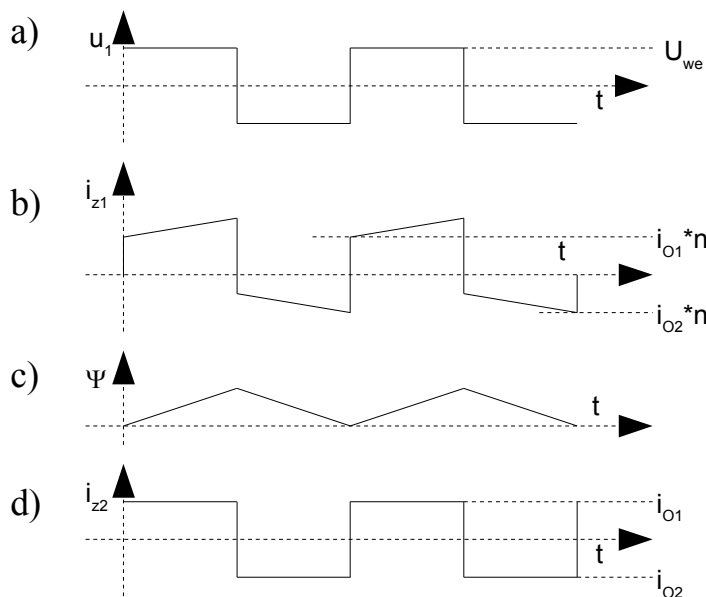 a)
u1
Uwe
t
b)
iz1
iO1*n
t
iO2*n
c)
Ψ
t
d)
iz2
iO1
t
iO2